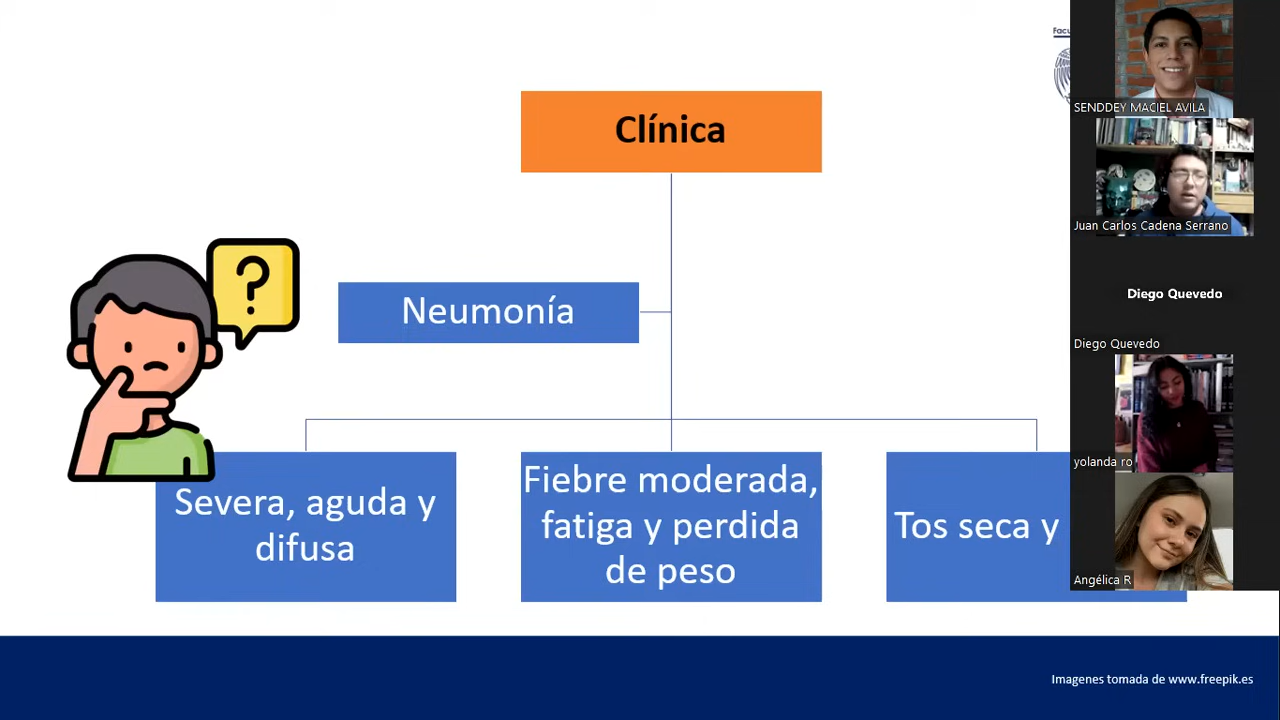 Clínica
Neumonía
Severa, aguda y
difusa
Fiebre moderada,
fatiga y perdida
de peso
Tos seca y
Imagenes tomada de www.freepik.es
?
Facu
SENDDEY MACIEL AVILA
Juan Carlos Cadena Serrano
Diego Quevedo
Diego Quevedo
yolanda ro
Angélica R